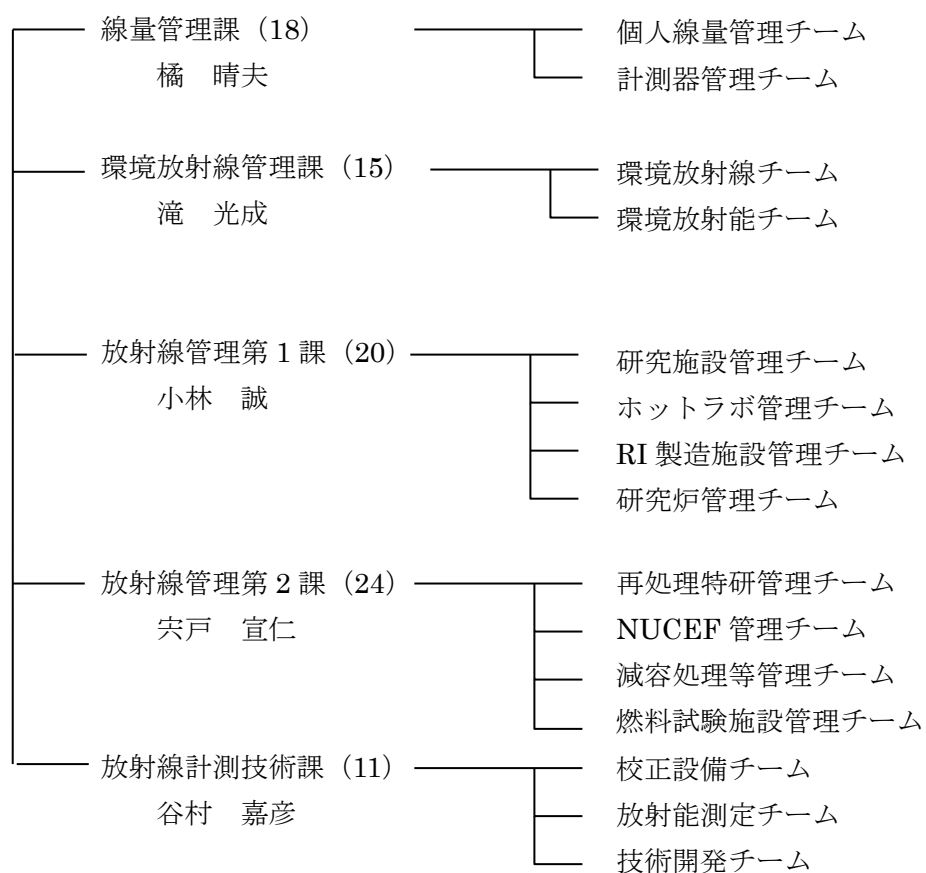 線量管理課（18）
橘　晴夫
個人線量管理チーム
計測器管理チーム
環境放射線管理課（15）
滝　光成
環境放射線チーム
環境放射能チーム
放射線管理第 1 課（20）
小林　誠
研究施設管理チーム
ホットラボ管理チーム
RI 製造施設管理チーム
研究炉管理チーム
放射線管理第 2 課（24）
宍戸　宣仁
再処理特研管理チーム
NUCEF 管理チーム
減容処理等管理チーム
燃料試験施設管理チーム
放射線計測技術課（11）
谷村　嘉彦
校正設備チーム
放射能測定チーム
技術開発チーム